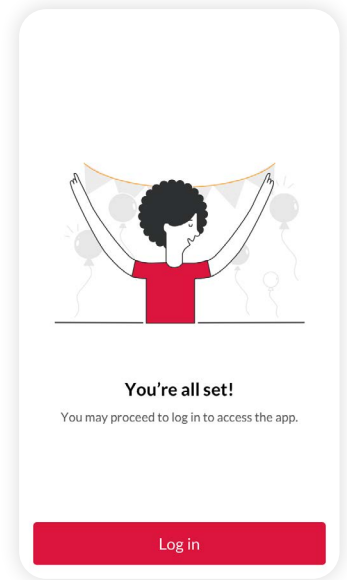 You’re all set!
You may proceed to log in to access the app.
Log in